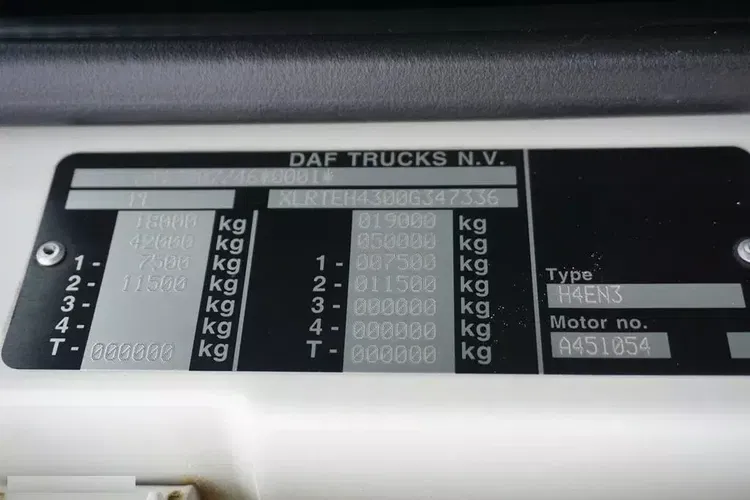 DAF TRUCKS N.V.
*0001*
XLRTEM4300G347336
18000 kg 019000 kg
42000 kg 050000 kg
1- 7500 kg 1- 007500 kg
2- 11500 kg 2- 011500 kg
3- kg 3- 000000 kg
4- kg 4- 000000 kg
T- 000000 kg T- 000000 kg
Type
H4EN3
Motor no.
A451054